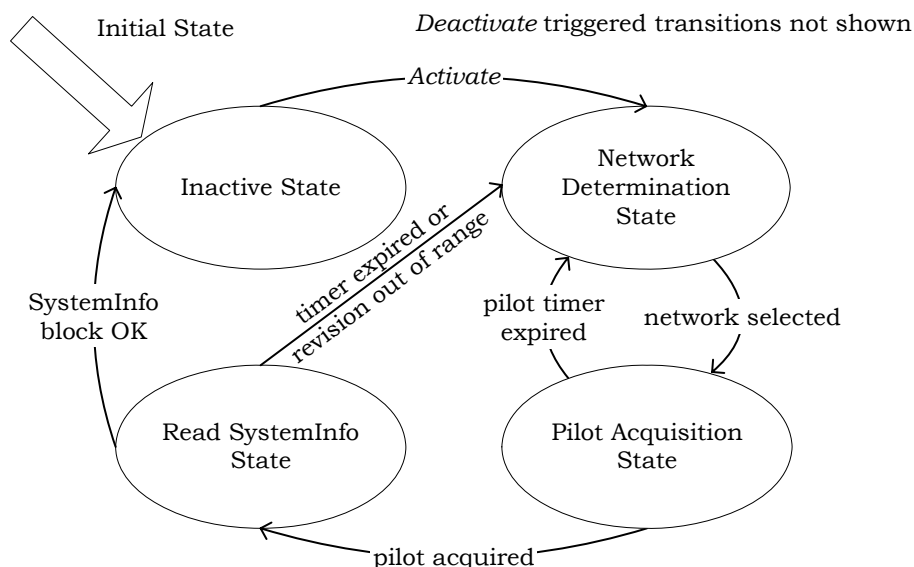 Initial State
Deactivate triggered transitions not shown
Activate
Inactive State
Network
Determination
State
timer expired or
revision out of range
SystemInfo
block OK
pilot timer
expired
network selected
Read SystemInfo
State
Pilot Acquisition
State
pilot acquired